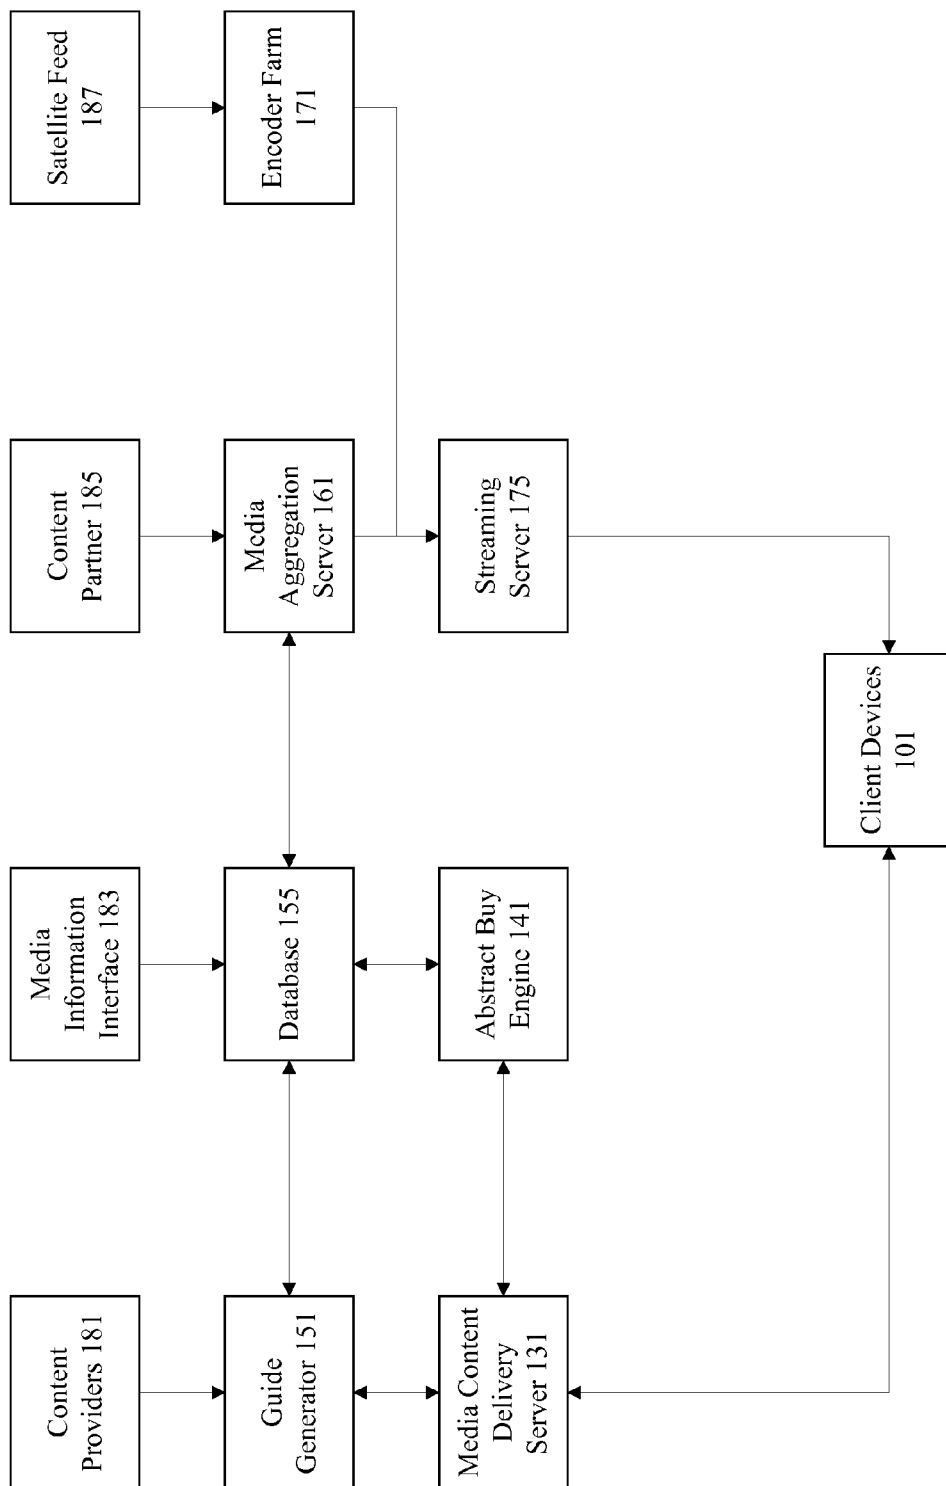 Content
Providers 181
Media
Information
Interface 183
Content
Partner 185
Satellite Feed
187
Guide
Generator 151
Database 155
Media
Aggregation
Server 161
Encoder Farm
171
Media Content
Delivery
Server 131
Abstract Buy
Engine 141
Streaming
Server 175
Client Devices
101